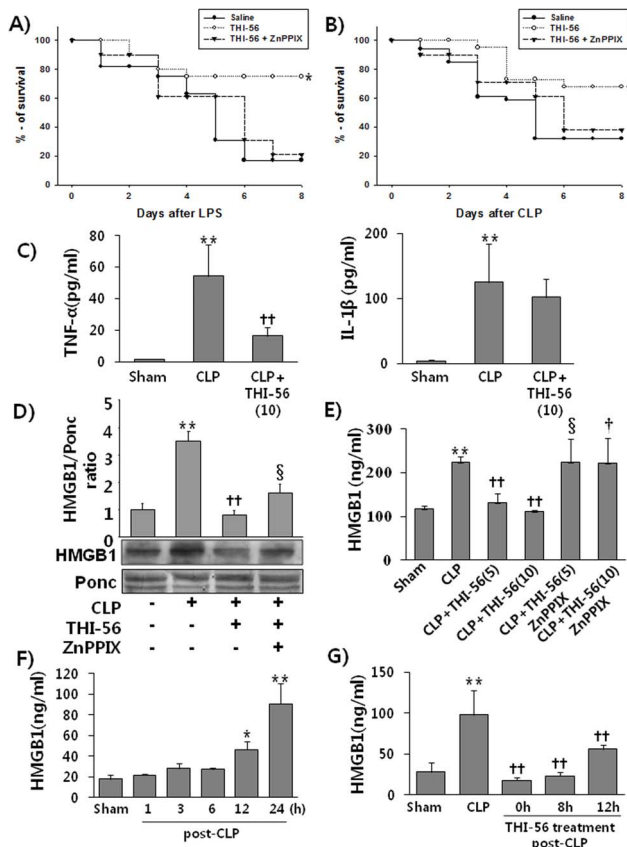 A)
Saline
THI-56
THI-56 + ZnPPIX
% - of survival
100
80
60
40
20
0
*
0 2 4 6 8
Days after LPS
B)
Saline
THI-56
THI-56 + ZnPPIX
% - of survival
100
80
60
40
20
0
*
0 2 4 6 8
Days after CLP
C)
TNF-α(pg/ml)
80
60
40
20
0
**
††
Sham CLP CLP+
THI-56
(10)
IL-1β (pg/ml)
200
100
0
**
Sham CLP CLP+
THI-56
(10)
D)
HMGB1/Ponc
ratio
5
4
3
2
1
0
**
††
§
HMGB1
Ponc
CLP - + + +
THI-56 - - + +
ZnPPIX - - - +
E)
HMGB1 (ng/ml)
300
200
100
0
**
††
††
§
†
Sham
CLP
CLP+THI-56(5)
CLP+THI-56(10)
CLP+THI-56(5)
ZnPPIX
CLP+THI-56(10)
ZnPPIX
F)
HMGB1(ng/ml)
120
100
80
60
40
20
0
*
**
Sham 1 3 6 12 24 (h)
post-CLP
G)
HMGB1(ng/ml)
150
100
50
0
**
††
††
††
Sham CLP 0h 8h 12h
THI-56 treatment
post-CLP